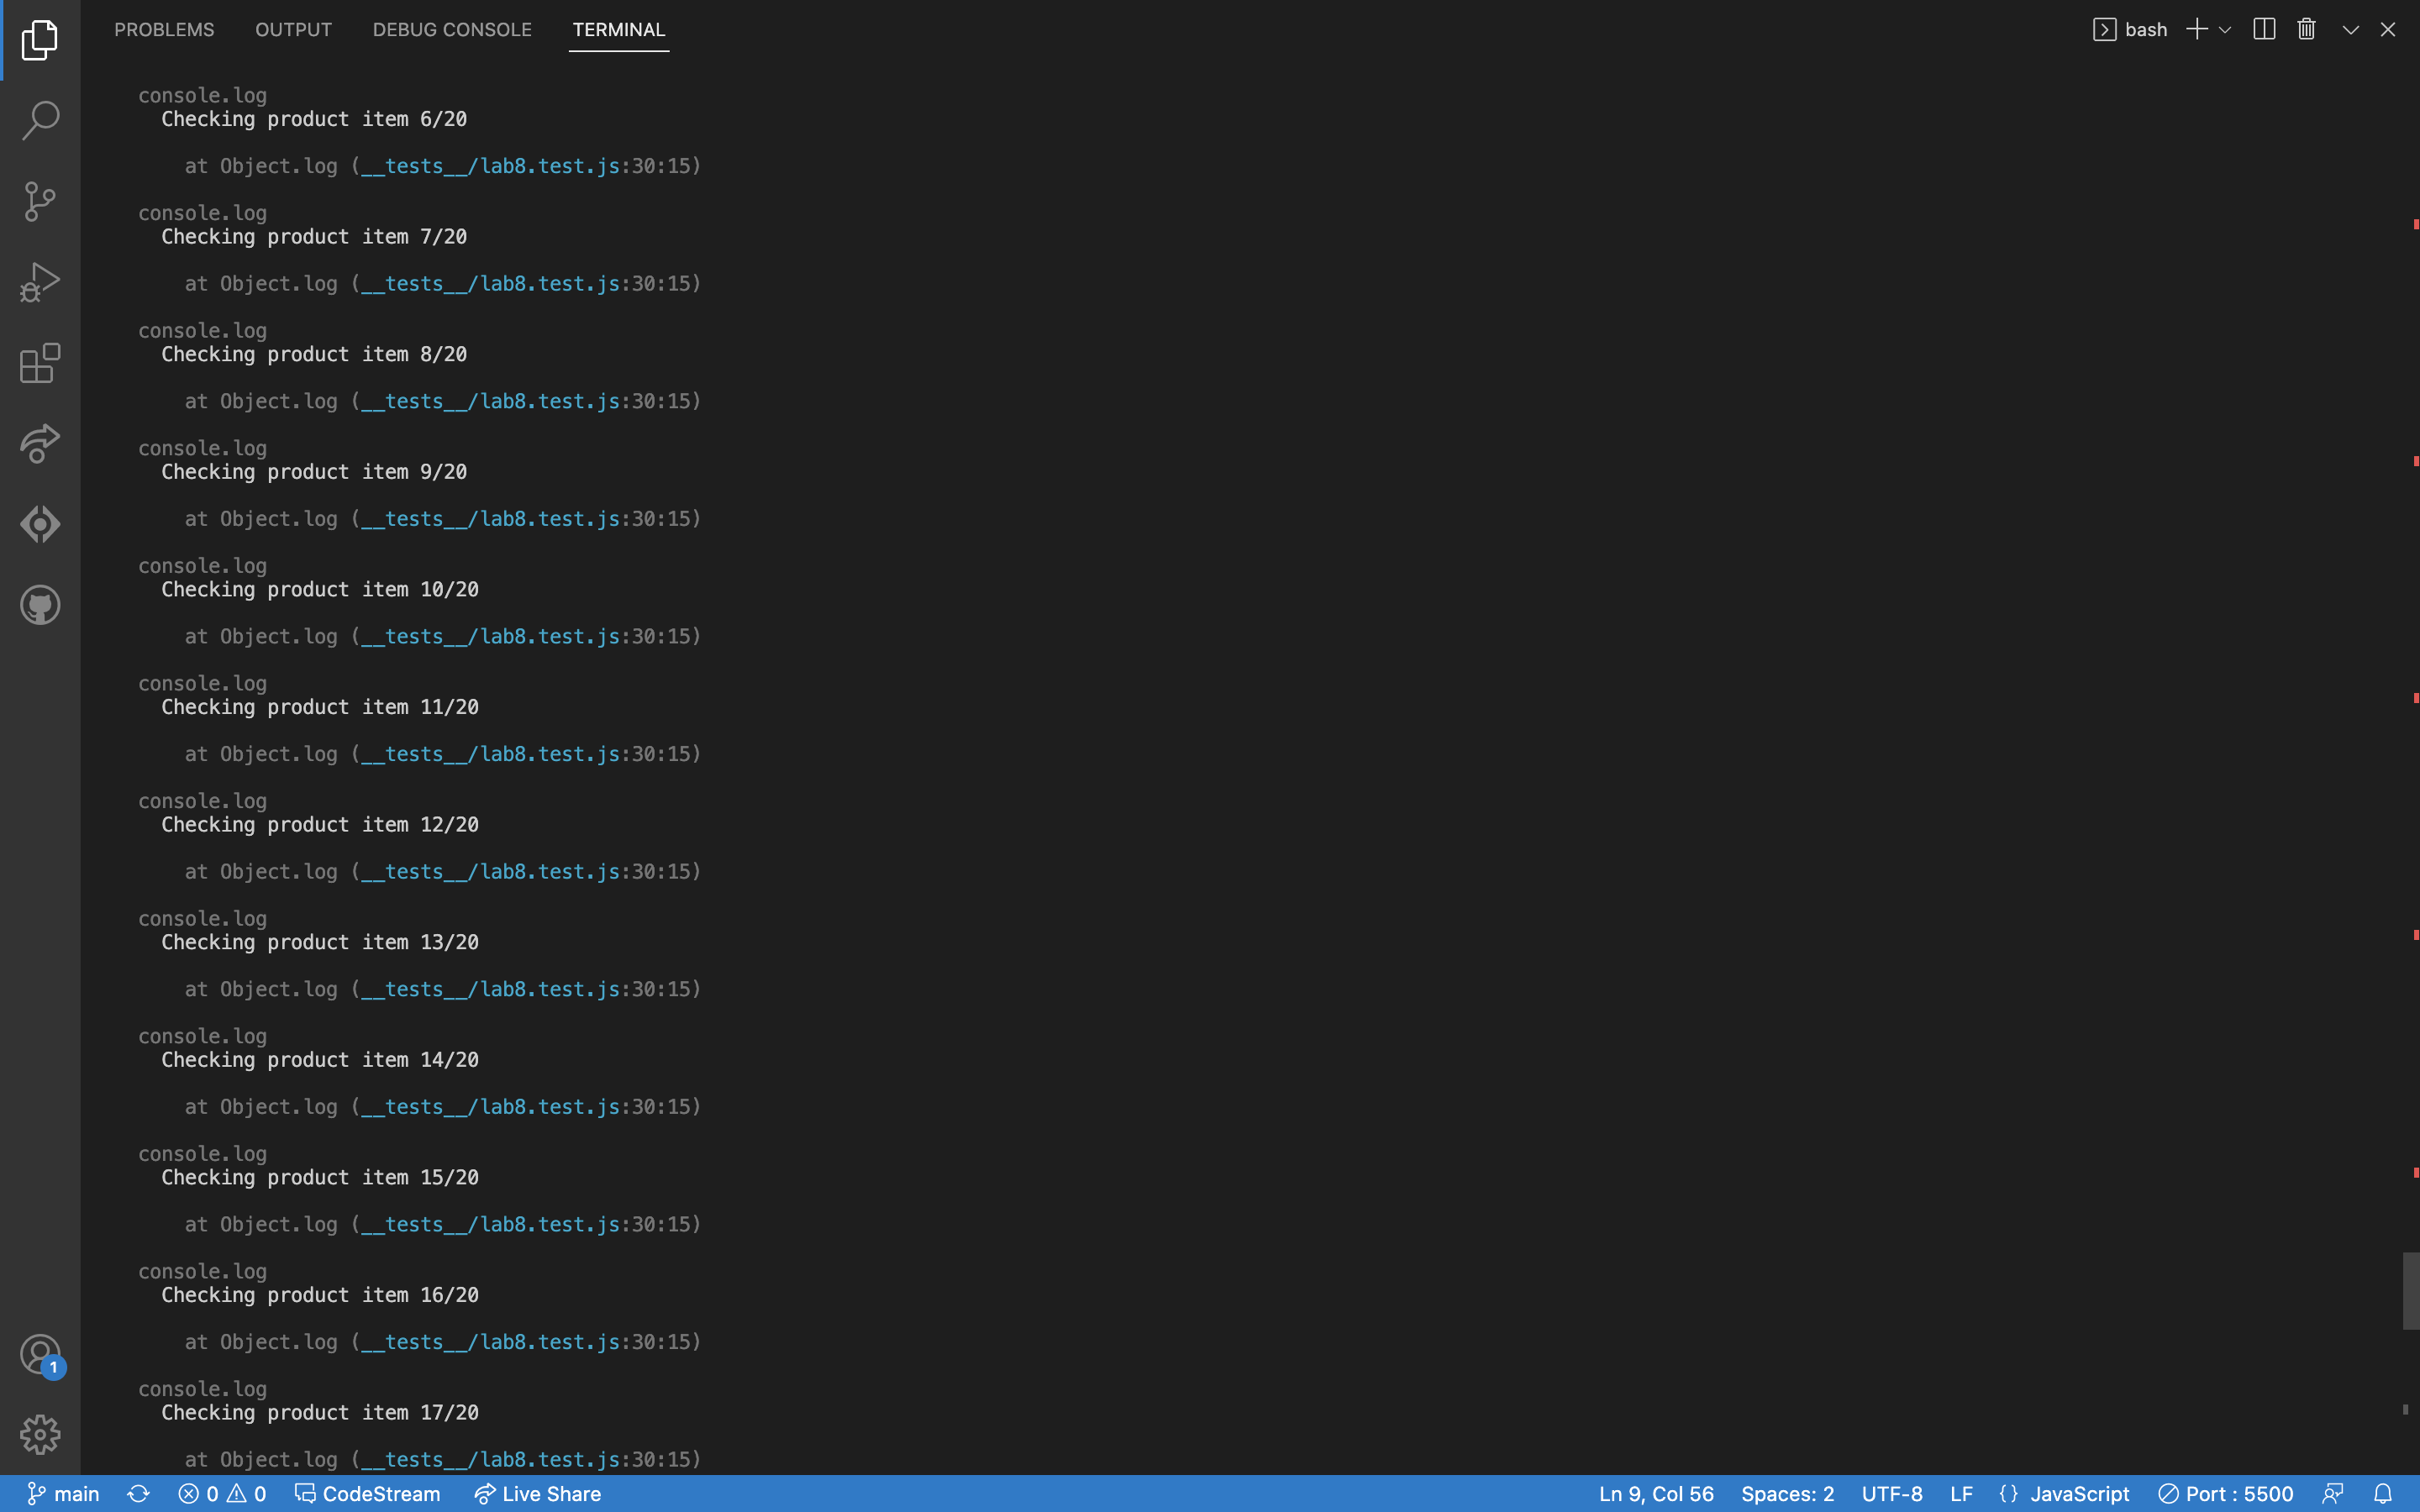 PROBLEMS OUTPUT DEBUG CONSOLE TERMINAL bash
console.log
Checking product item 6/20
at Object.log (__tests__/lab8.test.js:30:15)
console.log
Checking product item 7/20
at Object.log (__tests__/lab8.test.js:30:15)
console.log
Checking product item 8/20
at Object.log (__tests__/lab8.test.js:30:15)
console.log
Checking product item 9/20
at Object.log (__tests__/lab8.test.js:30:15)
console.log
Checking product item 10/20
at Object.log (__tests__/lab8.test.js:30:15)
console.log
Checking product item 11/20
at Object.log (__tests__/lab8.test.js:30:15)
console.log
Checking product item 12/20
at Object.log (__tests__/lab8.test.js:30:15)
console.log
Checking product item 13/20
at Object.log (__tests__/lab8.test.js:30:15)
console.log
Checking product item 14/20
at Object.log (__tests__/lab8.test.js:30:15)
console.log
Checking product item 15/20
at Object.log (__tests__/lab8.test.js:30:15)
console.log
Checking product item 16/20
at Object.log (__tests__/lab8.test.js:30:15)
console.log
Checking product item 17/20
at Object.log (__tests__/lab8.test.js:30:15)
1
main 0 0 CodeStream Live Share Ln 9, Col 56 Spaces: 2 UTF-8 LF {} JavaScript Port : 5500